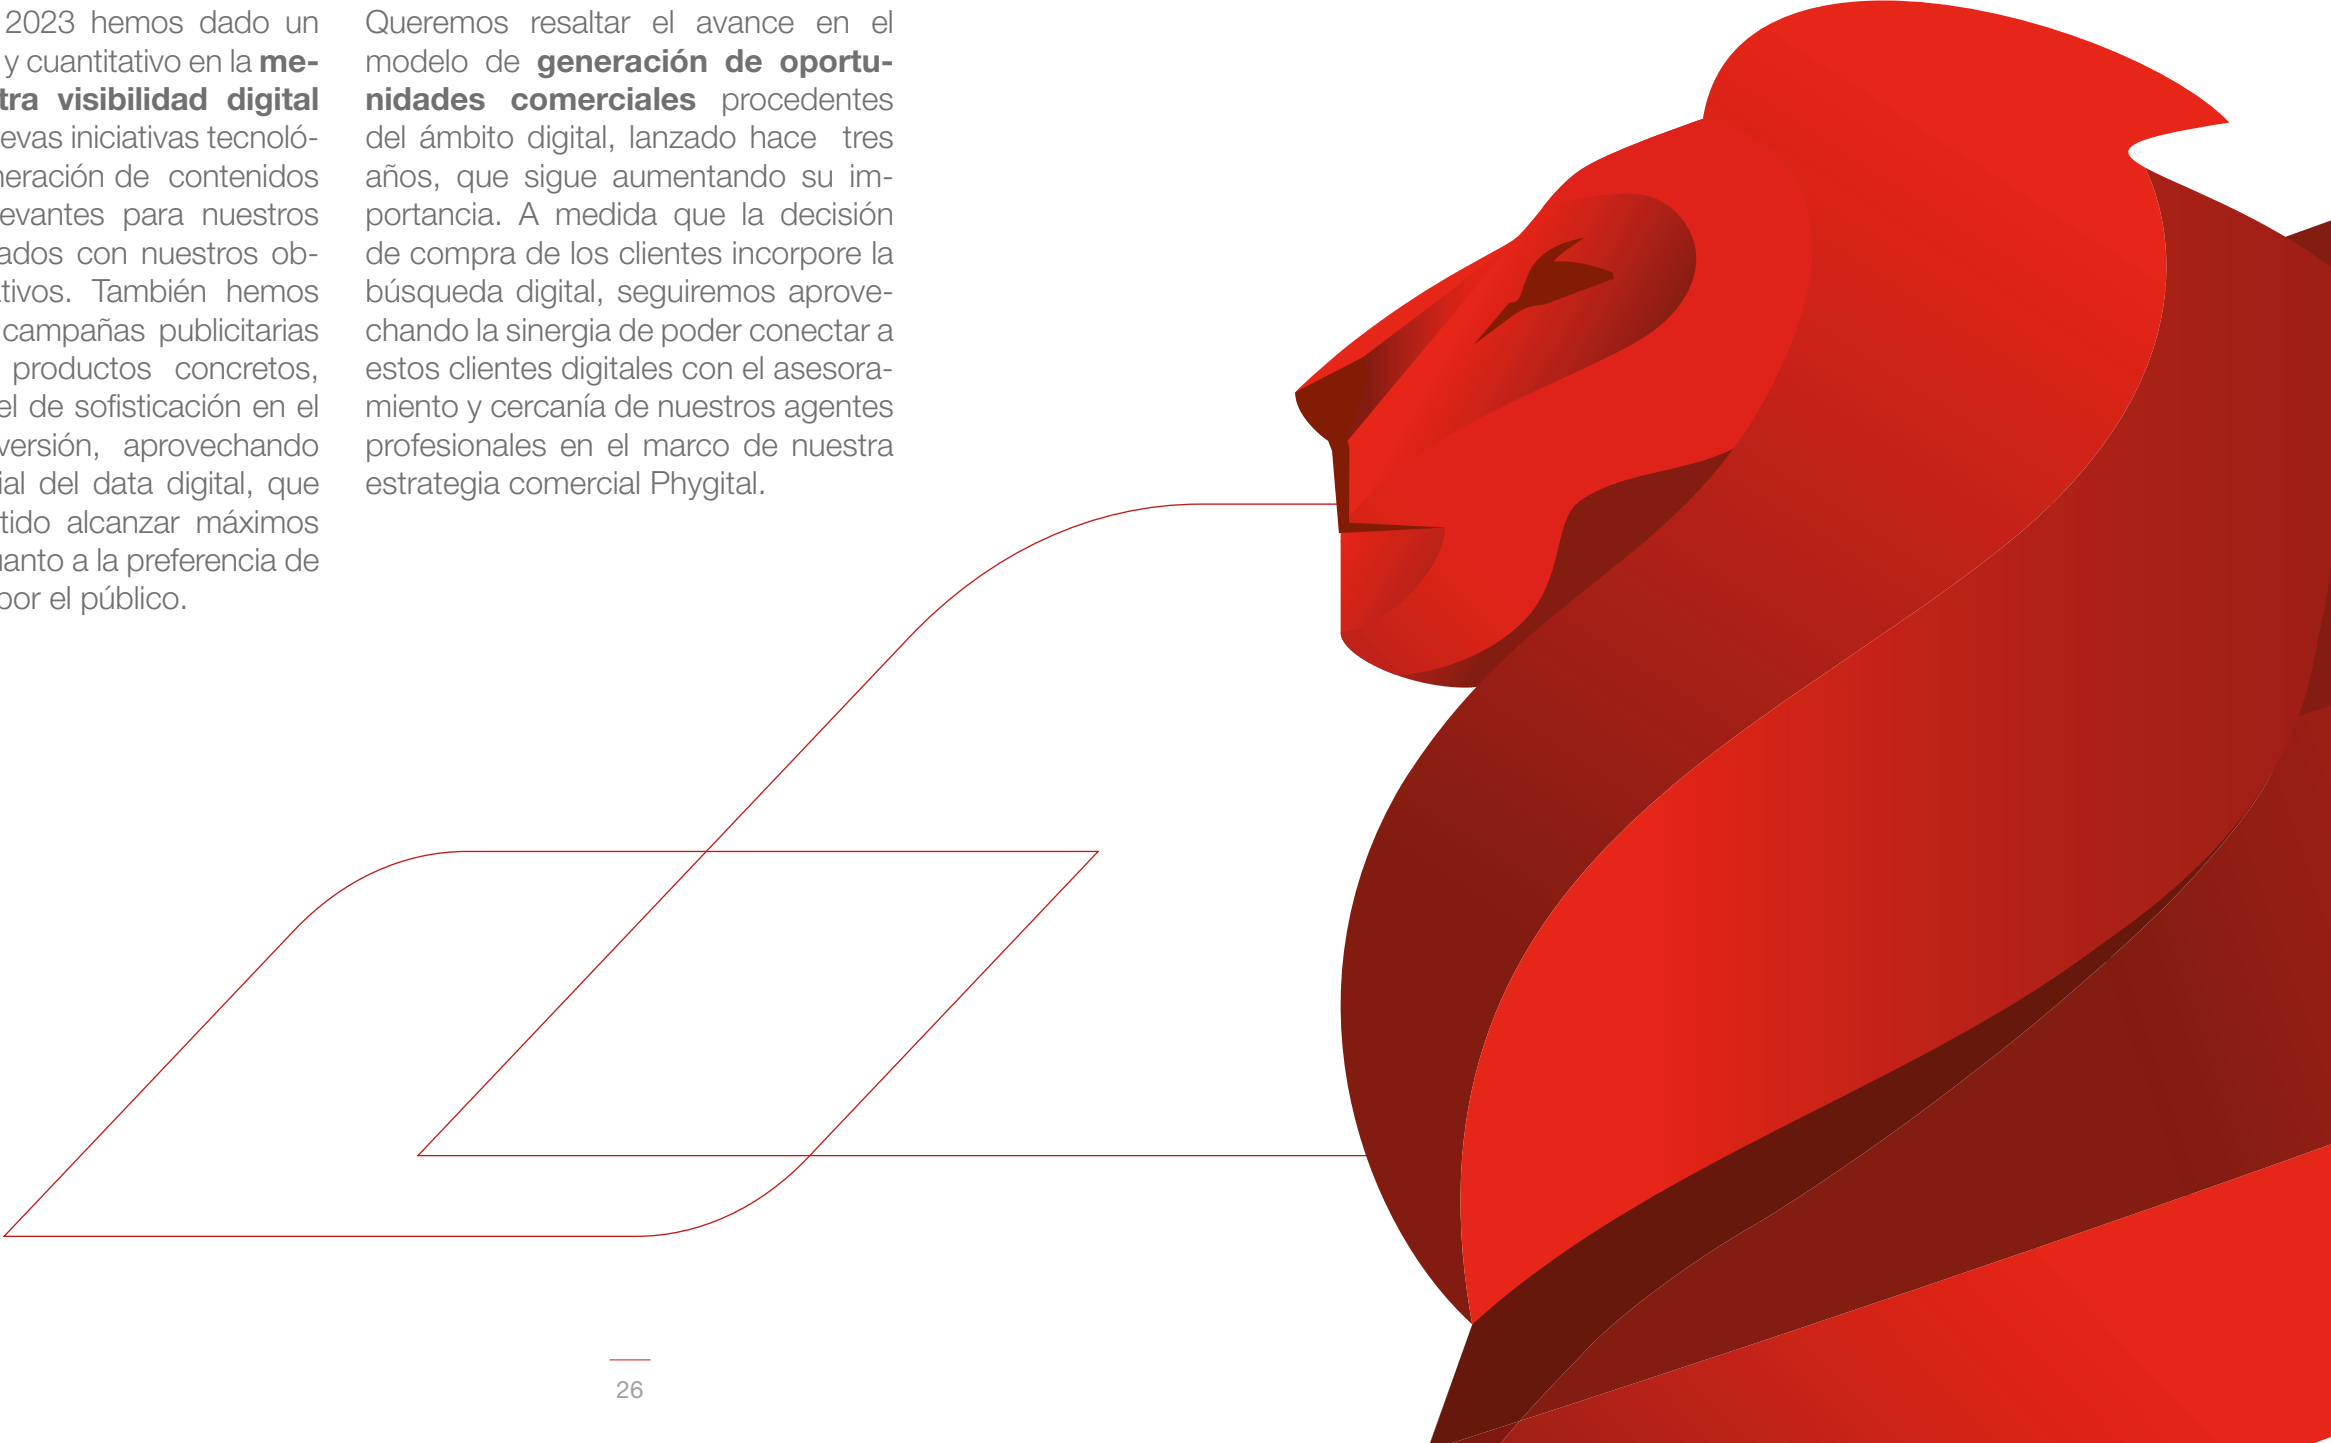 2023 hemos dado un
y cuantitativo en la me-
tra visibilidad digital
evas iniciativas tecnoló-
neración de contenidos
evantes para nuestros
ados con nuestros ob-
tivos. También hemos
campañas publicitarias
productos concretos,
el de sofisticación en el
versión, aprovechando
ial del data digital, que
tido alcanzar máximos
uanto a la preferencia de
por el público.
Queremos resaltar el avance en el
modelo de generación de oportu-
nidades comerciales procedentes
del ámbito digital, lanzado hace tres
años, que sigue aumentando su im-
portancia. A medida que la decisión
de compra de los clientes incorpore la
búsqueda digital, seguiremos aprove-
chando la sinergia de poder conectar a
estos clientes digitales con el asesora-
miento y cercanía de nuestros agentes
profesionales en el marco de nuestra
estrategia comercial Phygital.
26